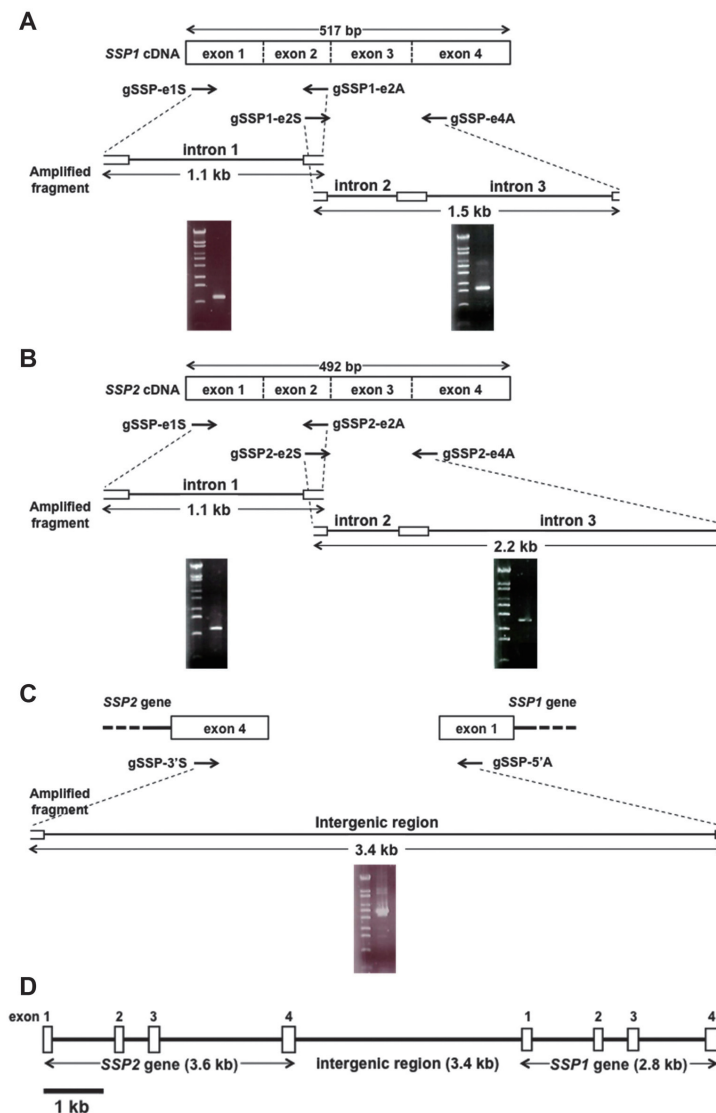 A
517 bp
SSP1 cDNA exon 1 exon 2 exon 3 exon 4
gSSP-e1S gSSP1-e2A
gSSP1-e2S gSSP-e4A
intron 1
Amplified fragment
1.1 kb
intron 2 intron 3
1.5 kb
B
492 bp
SSP2 cDNA exon 1 exon 2 exon 3 exon 4
gSSP-e1S gSSP2-e2A
gSSP2-e2S gSSP2-e4A
intron 1
Amplified fragment
1.1 kb
intron 2 intron 3
2.2 kb
C
SSP2 gene SSP1 gene
exon 4 exon 1
gSSP-3'S gSSP-5'A
Amplified fragment
Intergenic region
3.4 kb
D
exon 1 2 3 4 1 2 3 4
SSP2 gene (3.6 kb) intergenic region (3.4 kb) SSP1 gene (2.8 kb)
1 kb